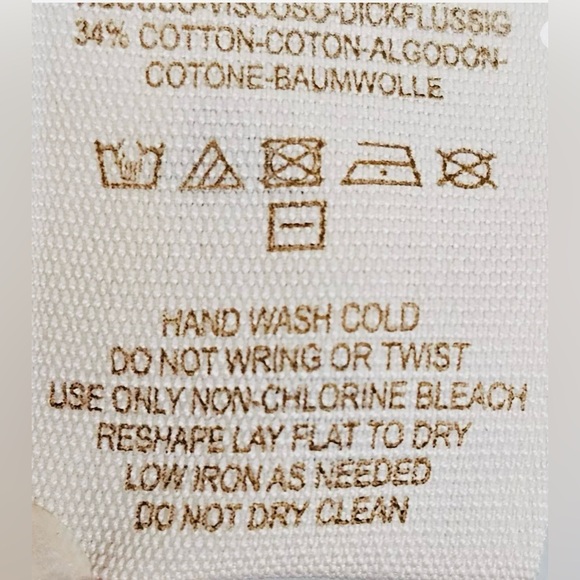 VISCOSO-DICKFLÜSSIG
34% COTTON-COTON-ALGODÓN-
COTONE-BAUMWOLLE
HAND WASH COLD
DO NOT WRING OR TWIST
USE ONLY NON-CHLORINE BLEACH
RESHAPE LAY FLAT TO DRY
LOW IRON AS NEEDED
DO NOT DRY CLEAN